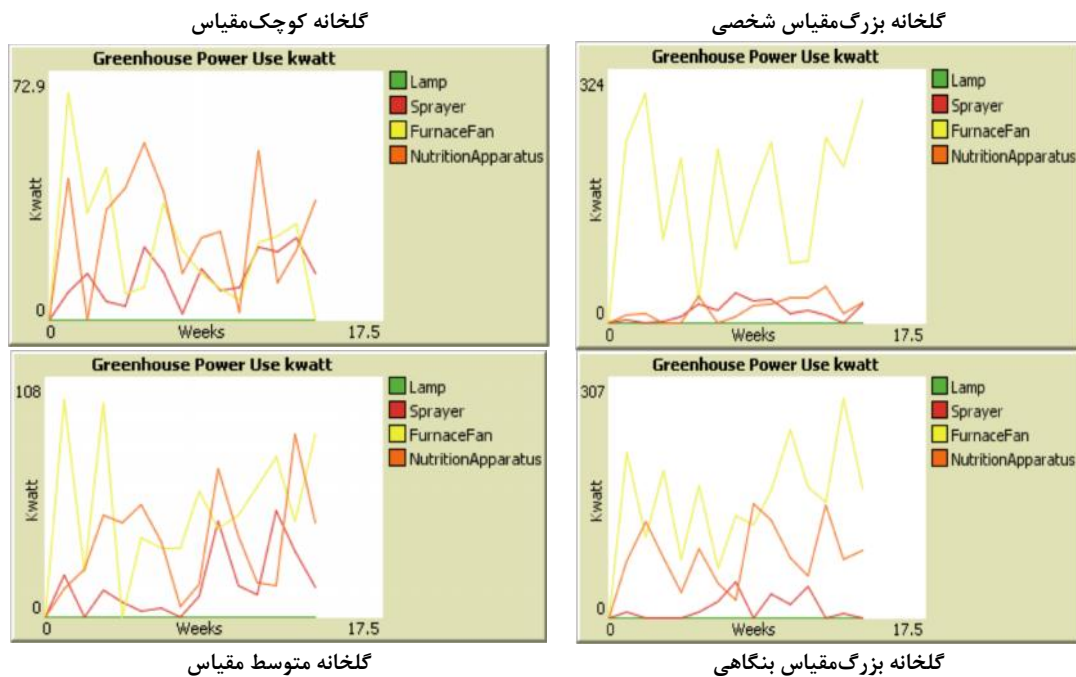 گلخانه کوچک‌مقیاس
Greenhouse Power Use kwatt
72.9
Kwatt
0
0
Weeks
17.5
Lamp
Sprayer
FurnaceFan
NutritionApparatus
گلخانه بزرگ‌مقیاس شخصی
Greenhouse Power Use kwatt
324
Kwatt
0
0
Weeks
17.5
Lamp
Sprayer
FurnaceFan
NutritionApparatus
Greenhouse Power Use kwatt
108
Kwatt
0
0
Weeks
17.5
Lamp
Sprayer
FurnaceFan
NutritionApparatus
گلخانه متوسط مقیاس
Greenhouse Power Use kwatt
307
Kwatt
0
0
Weeks
17.5
Lamp
Sprayer
FurnaceFan
NutritionApparatus
گلخانه بزرگ‌مقیاس بنگاهی